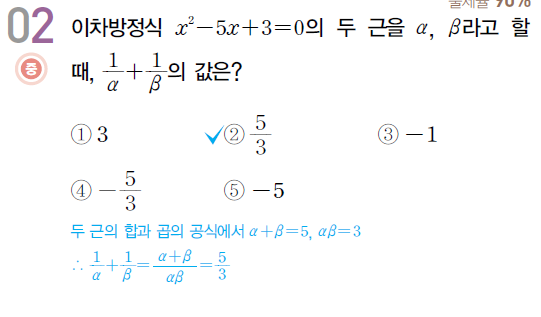 출제율 90%
02 이차방정식 x²−5x+3=0의 두 근을 α, β라고 할
중 때, 1/α+1/β의 값은?
① 3 ② 5/3 ③ −1
④ −5/3 ⑤ −5
두 근의 합과 곱의 공식에서 α+β=5, αβ=3
∴ 1/α+1/β=(α+β)/αβ=5/3